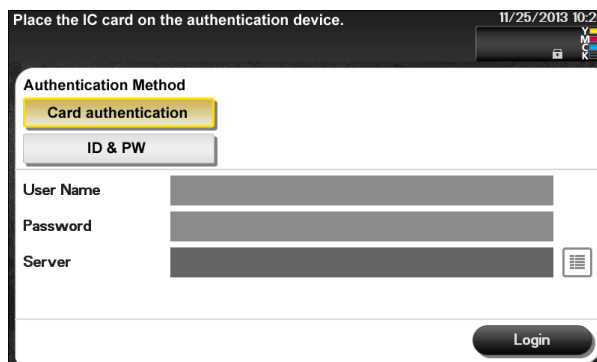 Place the IC card on the authentication device.
11/25/2013 10:2
Y
M
C
K
Authentication Method
Card authentication
ID & PW
User Name
Password
Server
Login